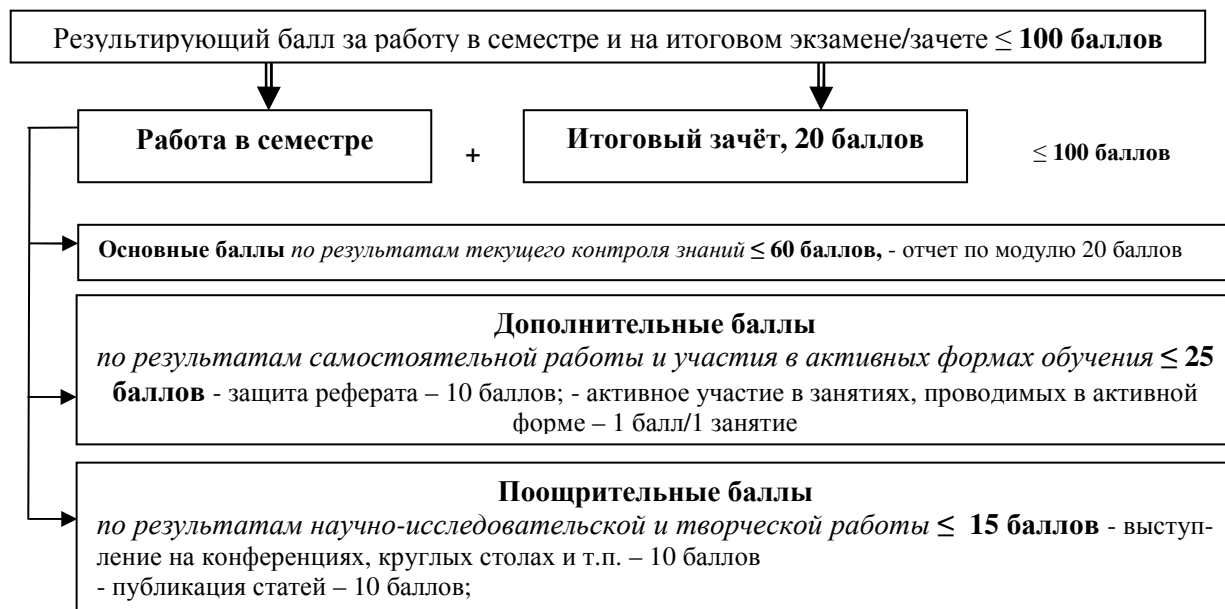 Результирующий балл за работу в семестре и на итоговом экзамене/зачете ≤ 100 баллов
Работа в семестре
+
Итоговый зачёт, 20 баллов
≤ 100 баллов
Основные баллы по результатам текущего контроля знаний ≤ 60 баллов, - отчет по модулю 20 баллов
Дополнительные баллы
по результатам самостоятельной работы и участия в активных формах обучения ≤ 25
баллов - защита реферата – 10 баллов; - активное участие в занятиях, проводимых в активной
форме – 1 балл/1 занятие
Поощрительные баллы
по результатам научно-исследовательской и творческой работы ≤ 15 баллов - выступ-
ление на конференциях, круглых столах и т.п. – 10 баллов
- публикация статей – 10 баллов;